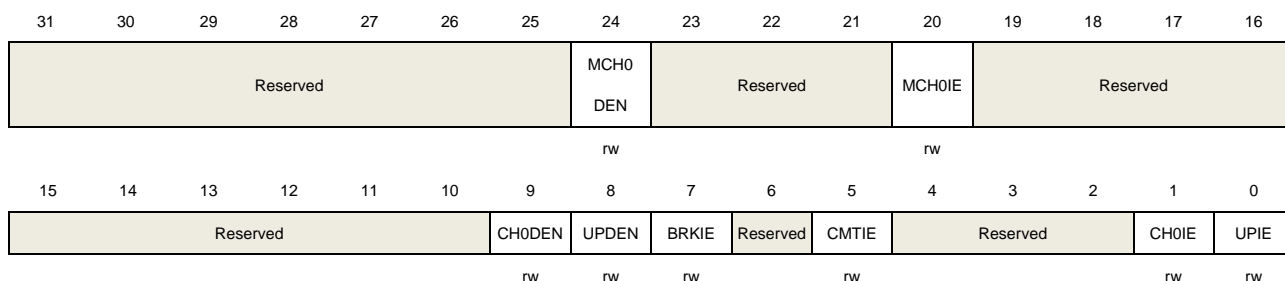 31 30 29 28 27 26 25 24 23 22 21 20 19 18 17 16
Reserved MCH0 DEN Reserved MCH0IE Reserved
rw rw
15 14 13 12 11 10 9 8 7 6 5 4 3 2 1 0
Reserved CH0DEN UPDEN BRKIE Reserved CMTIE Reserved CH0IE UPIE
rw rw rw rw rw rw